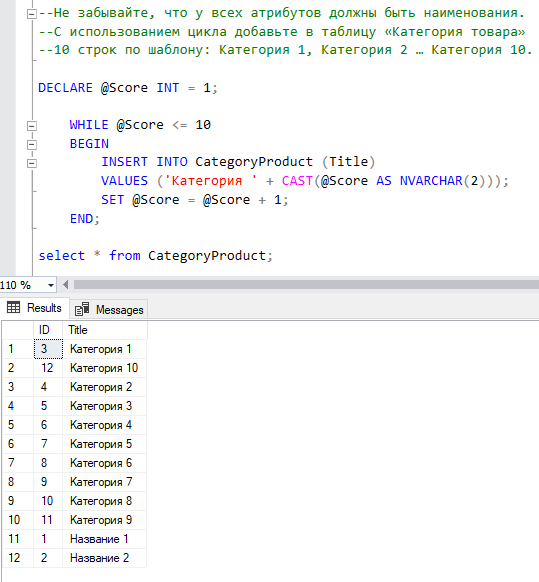 --Не забывайте, что у всех атрибутов должны быть наименования.
--С использованием цикла добавьте в таблицу «Категория товара»
--10 строк по шаблону: Категория 1, Категория 2 … Категория 10.
DECLARE @Score INT = 1;
WHILE @Score <= 10
BEGIN
INSERT INTO CategoryProduct (Title)
VALUES ('Категория ' + CAST(@Score AS NVARCHAR(2)));
SET @Score = @Score + 1;
END;
select * from CategoryProduct;
110 %
Results Messages
ID Title
1 3 Категория 1
2 12 Категория 10
3 4 Категория 2
4 5 Категория 3
5 6 Категория 4
6 7 Категория 5
7 8 Категория 6
8 9 Категория 7
9 10 Категория 8
10 11 Категория 9
11 1 Название 1
12 2 Название 2